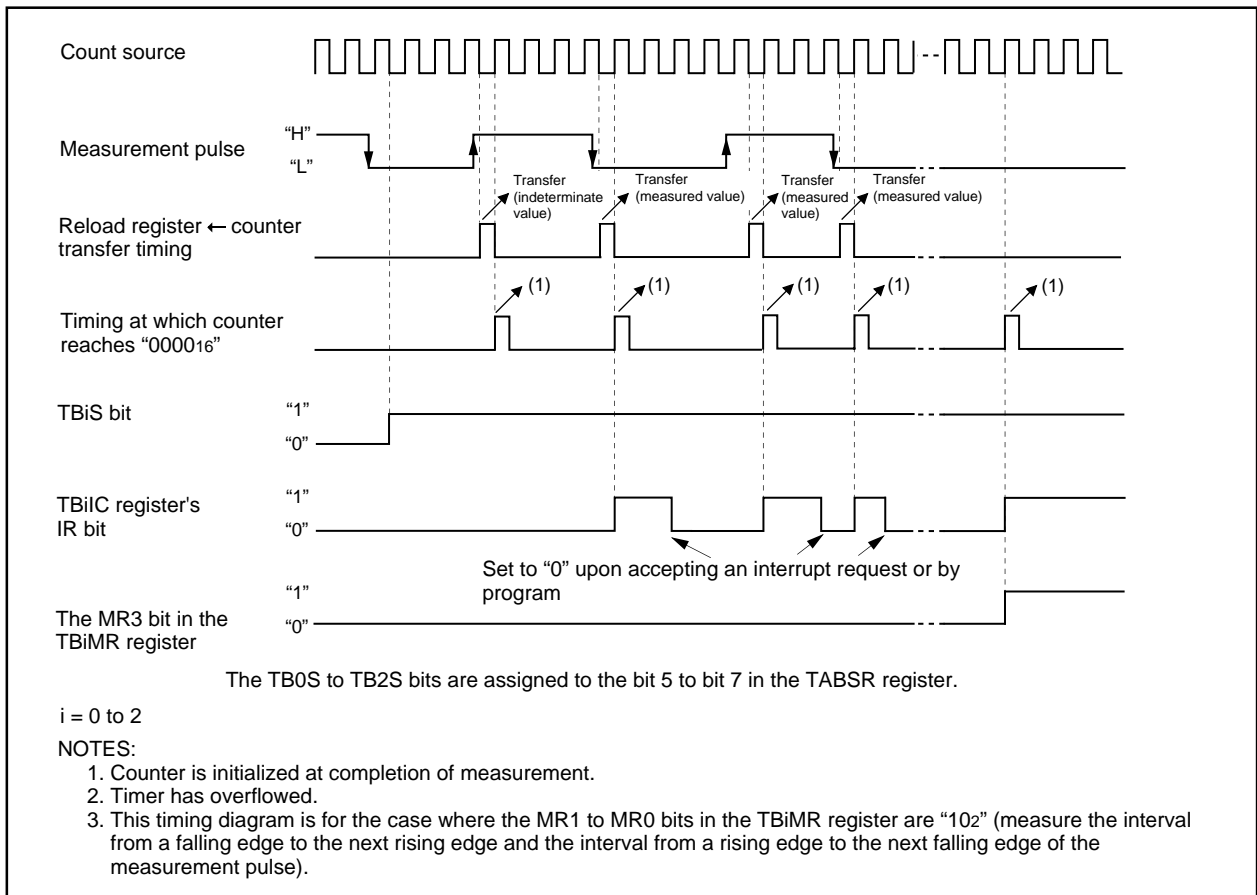 Count source
Measurement pulse
“H”
“L”
Transfer
(indeterminate
value)
Transfer
(measured value)
Transfer
(measured
value)
Transfer
(measured value)
Reload register ← counter
transfer timing
(1)
(1)
(1)
(1)
(1)
Timing at which counter
reaches “000016”
TBiS bit
“1”
“0”
TBiIC register's
IR bit
“1”
“0”
Set to “0” upon accepting an interrupt request or by
program
The MR3 bit in the
TBiMR register
“1”
“0”
The TB0S to TB2S bits are assigned to the bit 5 to bit 7 in the TABSR register.
i = 0 to 2
NOTES:
1. Counter is initialized at completion of measurement.
2. Timer has overflowed.
3. This timing diagram is for the case where the MR1 to MR0 bits in the TBiMR register are “102” (measure the interval
from a falling edge to the next rising edge and the interval from a rising edge to the next falling edge of the
measurement pulse).